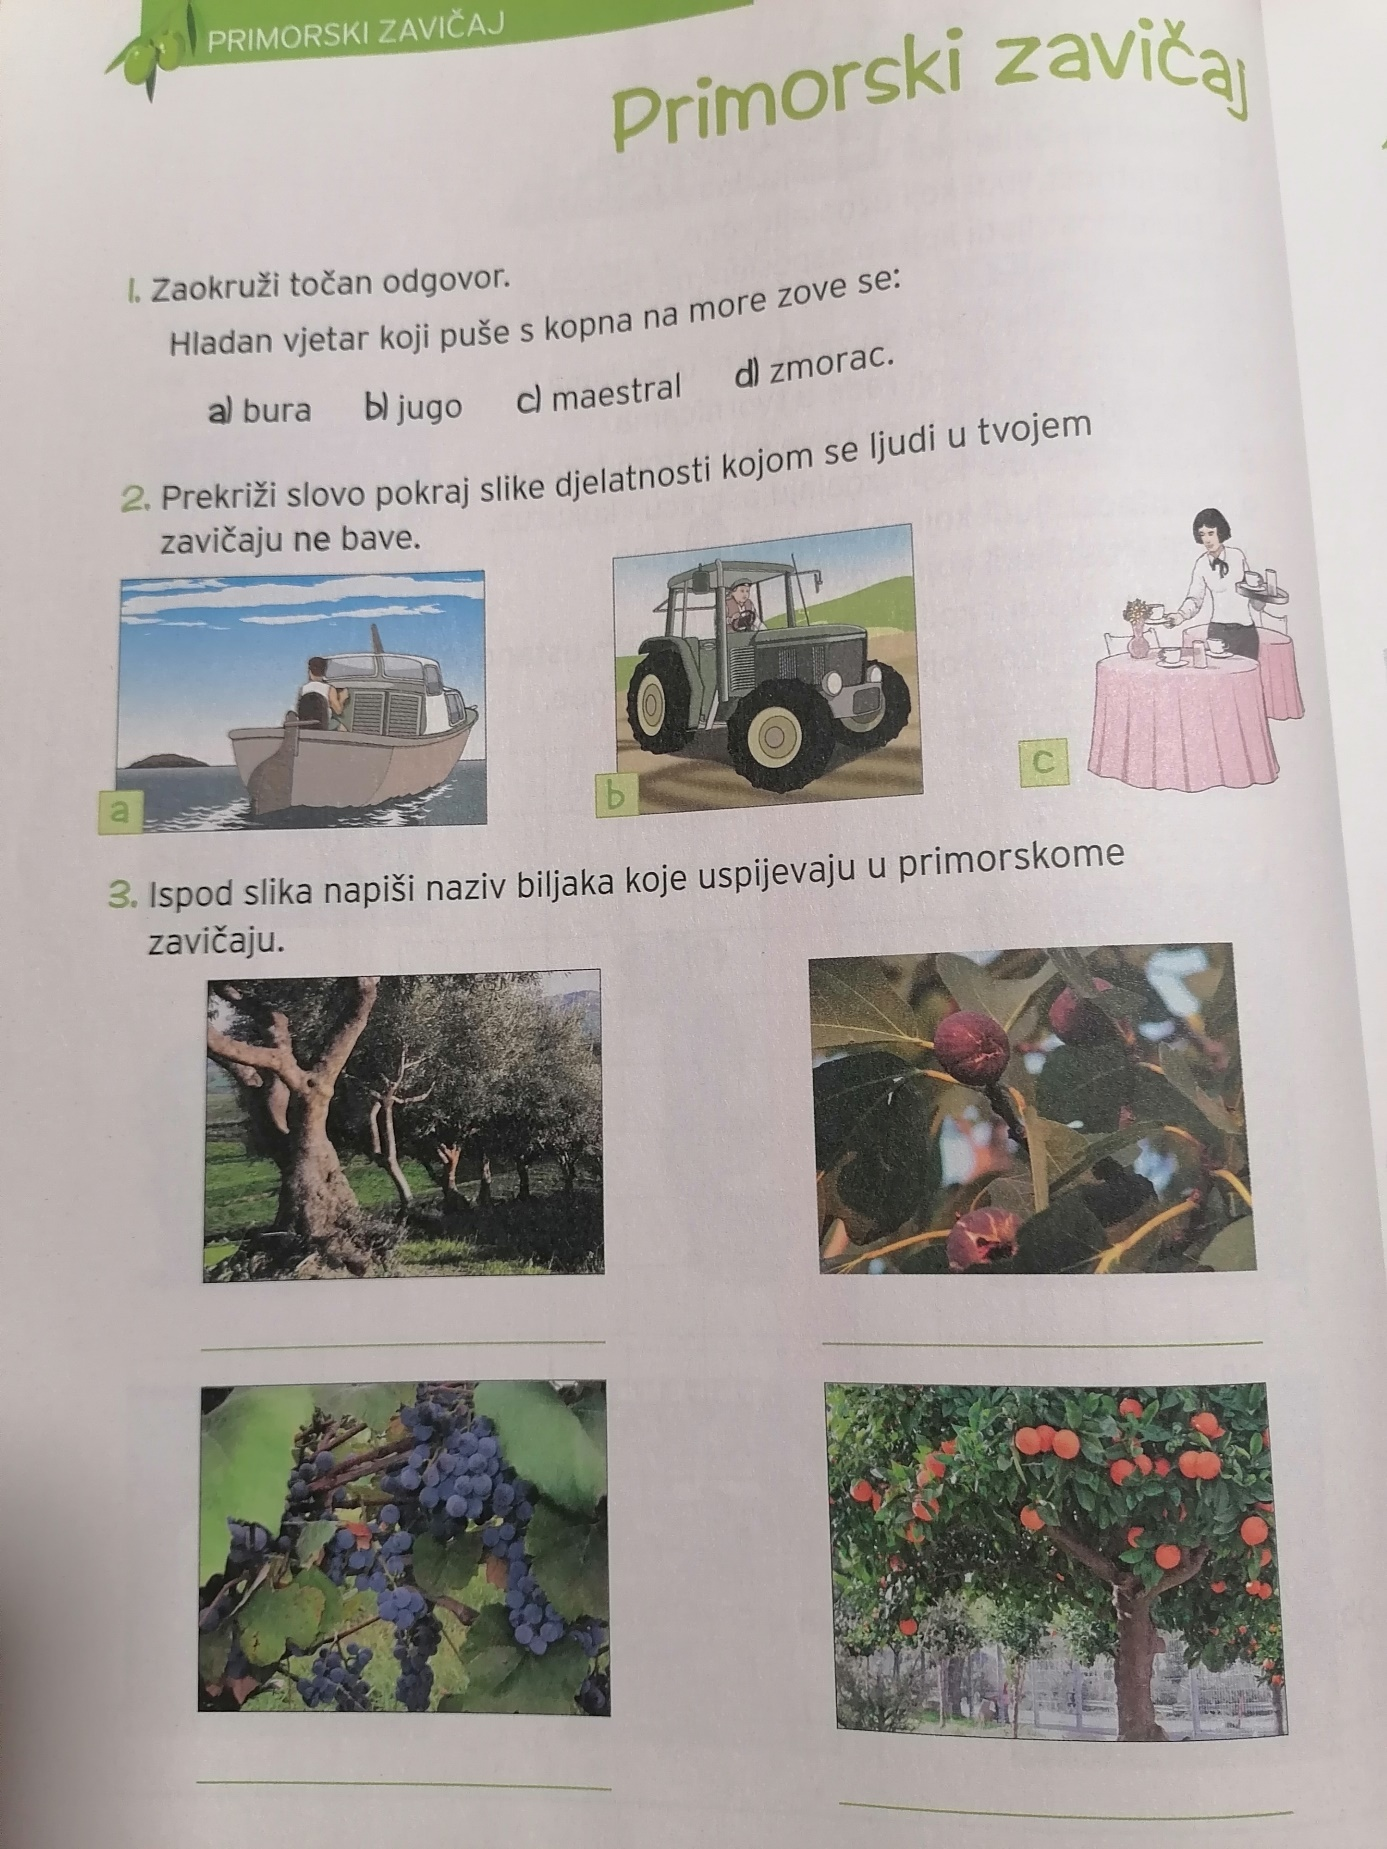 PRIMORSKI ZAVIČAJ
Primorski zavičaj
1. Zaokruži točan odgovor.
Hladan vjetar koji puše s kopna na more zove se:
a) bura b) jugo c) maestral d) zmorac.
2. Prekriži slovo pokraj slike djelatnosti kojom se ljudi u tvojem
zavičaju ne bave.
a
b
c
3. Ispod slika napiši naziv biljaka koje uspijevaju u primorskome
zavičaju.